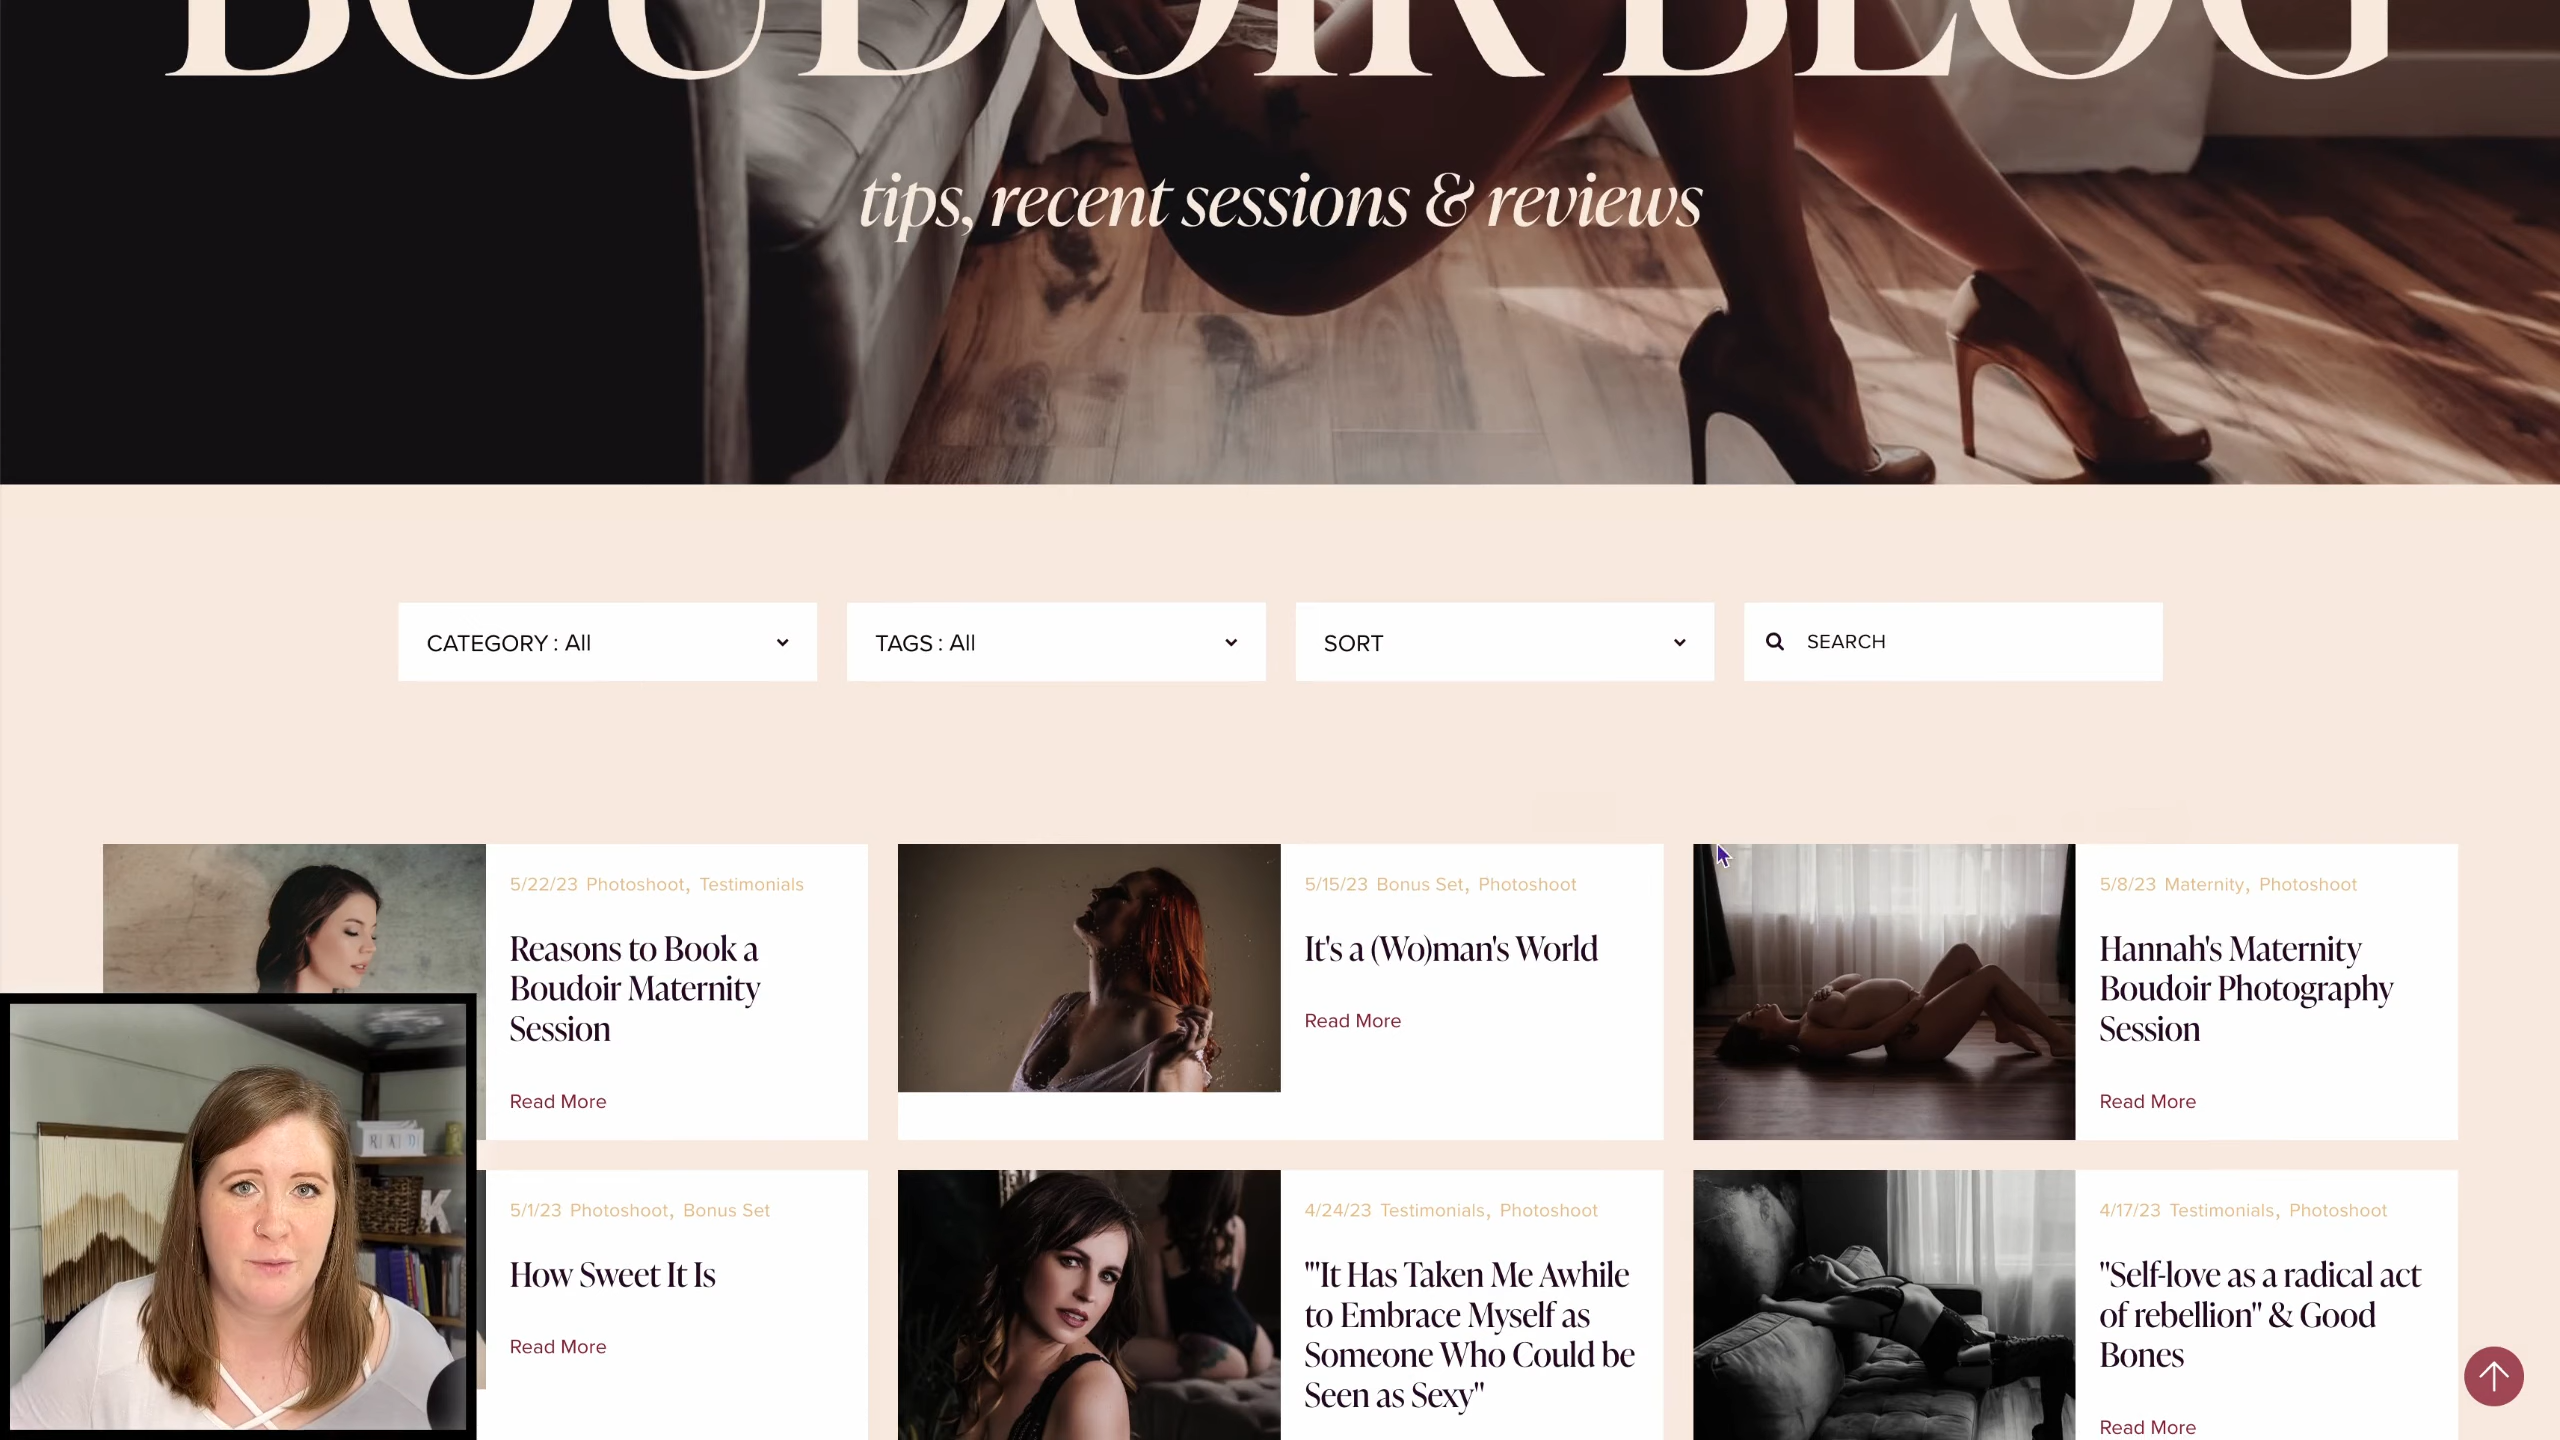 BOUDOIR BLOG
tips, recent sessions & reviews
CATEGORY : All
TAGS : All
SORT
SEARCH
5/22/23 Photoshoot, Testimonials
Reasons to Book a
Boudoir Maternity
Session
Read More
5/15/23 Bonus Set, Photoshoot
It's a (Wo)man's World
Read More
5/8/23 Maternity, Photoshoot
Hannah's Maternity
Boudoir Photography
Session
Read More
5/1/23 Photoshoot, Bonus Set
How Sweet It Is
Read More
4/24/23 Testimonials, Photoshoot
"'It Has Taken Me Awhile
to Embrace Myself as
Someone Who Could be
Seen as Sexy"
4/17/23 Testimonials, Photoshoot
"Self-love as a radical act
of rebellion" & Good
Bones
Read More
READ
K